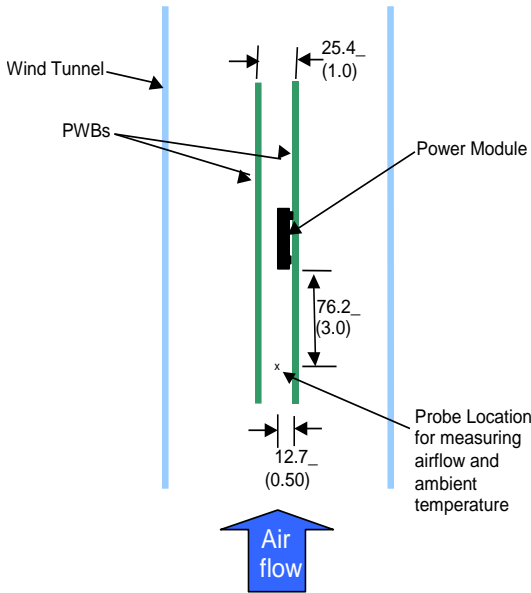 25.4_
(1.0)
Wind Tunnel
PWBs
Power Module
76.2_
(3.0)
x
Probe Location
for measuring
airflow and
ambient
temperature
12.7_
(0.50)
Air
flow